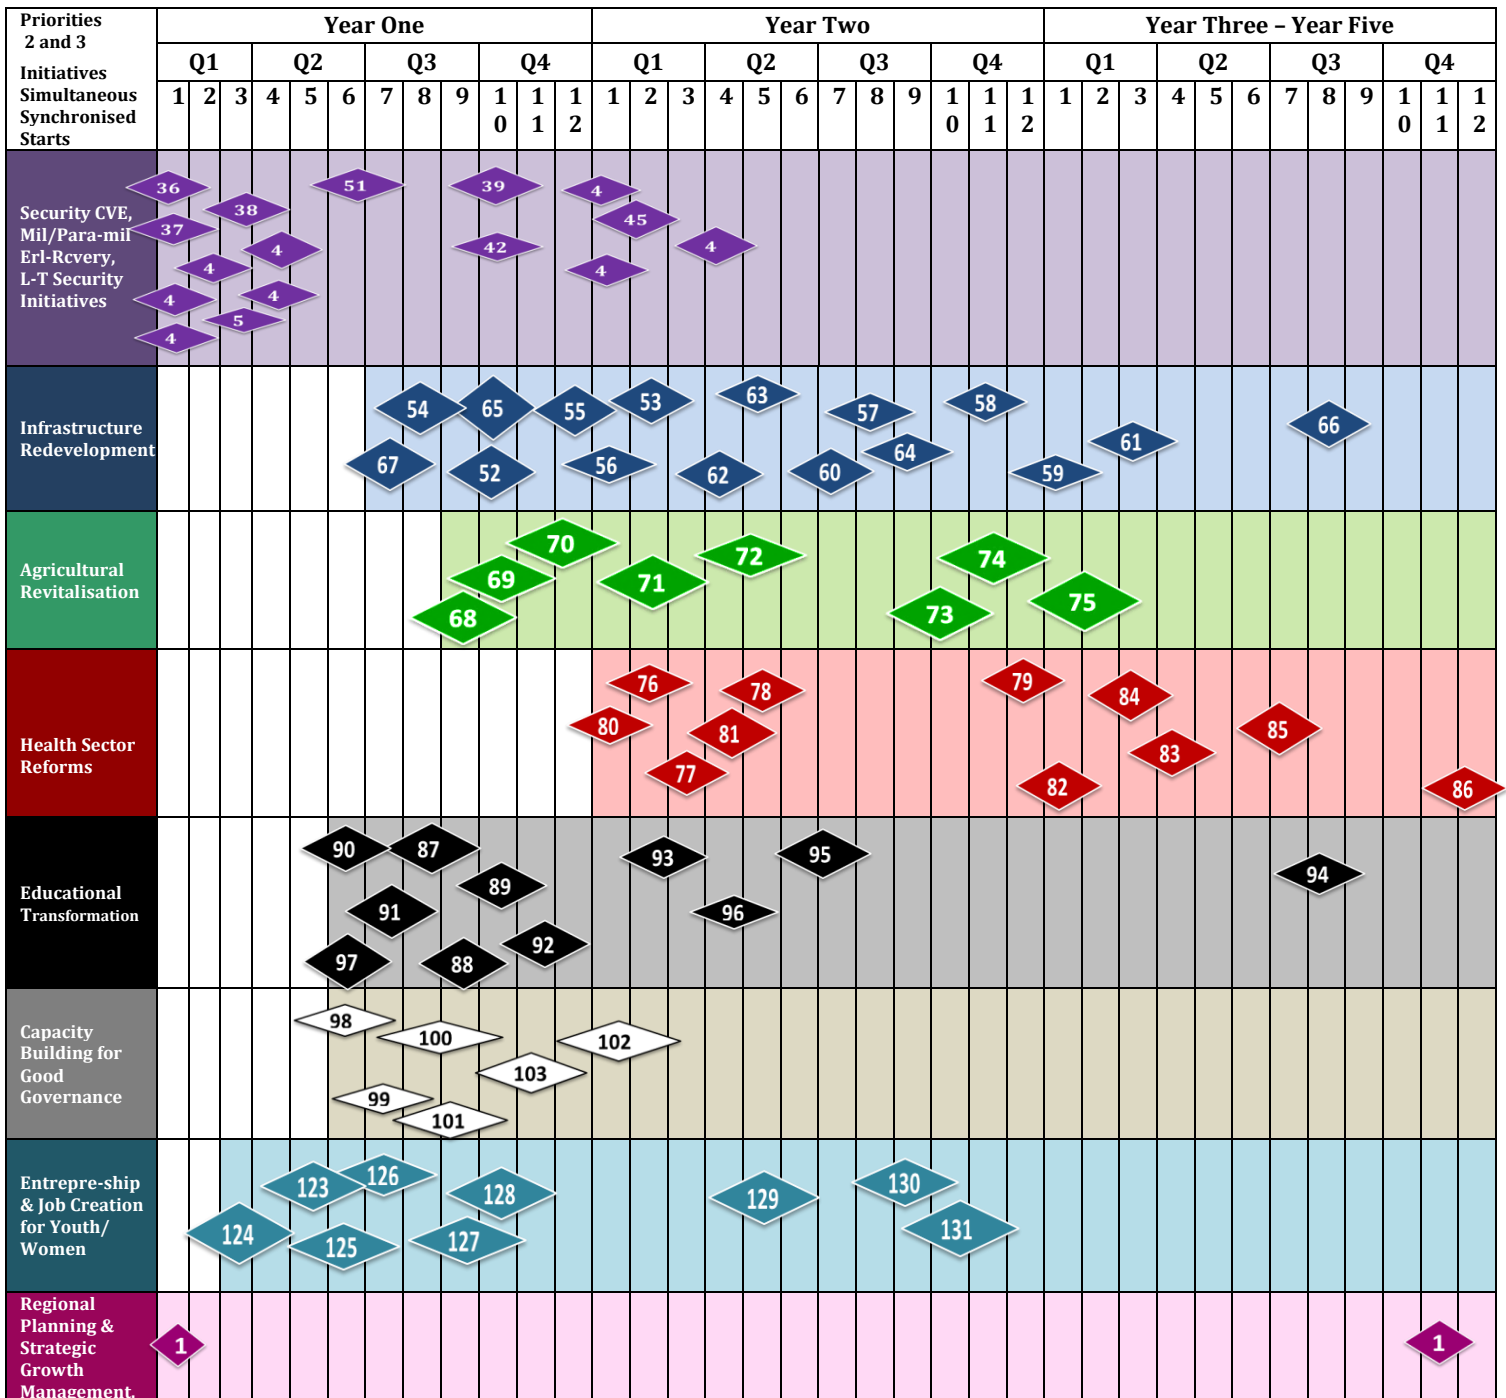 Priorities
2 and 3
Initiatives
Simultaneous
Synchronised
Starts
Year One
Year Two
Year Three – Year Five
Q1 Q2 Q3 Q4 Q1 Q2 Q3 Q4 Q1 Q2 Q3 Q4
1 2 3 4 5 6 7 8 9 10 11 12 1 2 3 4 5 6 7 8 9 10 11 12 1 2 3 4 5 6 7 8 9 10 11 12
Security CVE,
Mil/Para-mil
Erl-Rcvery,
L-T Security
Initiatives
36 51 39 4
38 45
37
4 42 4
4 4
4 4
5
4
Infrastructure
Redevelopment
54 65 55 53 63 57 58 66
61
67 52 56 62 60 64 59
Agricultural
Revitalisation
70
69 72 74
71
68 73 75
Health Sector
Reforms
76 78 79 84
80 81 85
77 83
82 86
Educational
Transformation
90 87 93 95
89 94
91 96
97 88 92
Capacity
Building for
Good
Governance
98
100 102
103
99
101
Entrepre-ship
& Job Creation
for Youth/
Women
123 126 128 129 130
124 125 127 131
Regional
Planning &
Strategic
Growth
Management.
1 1